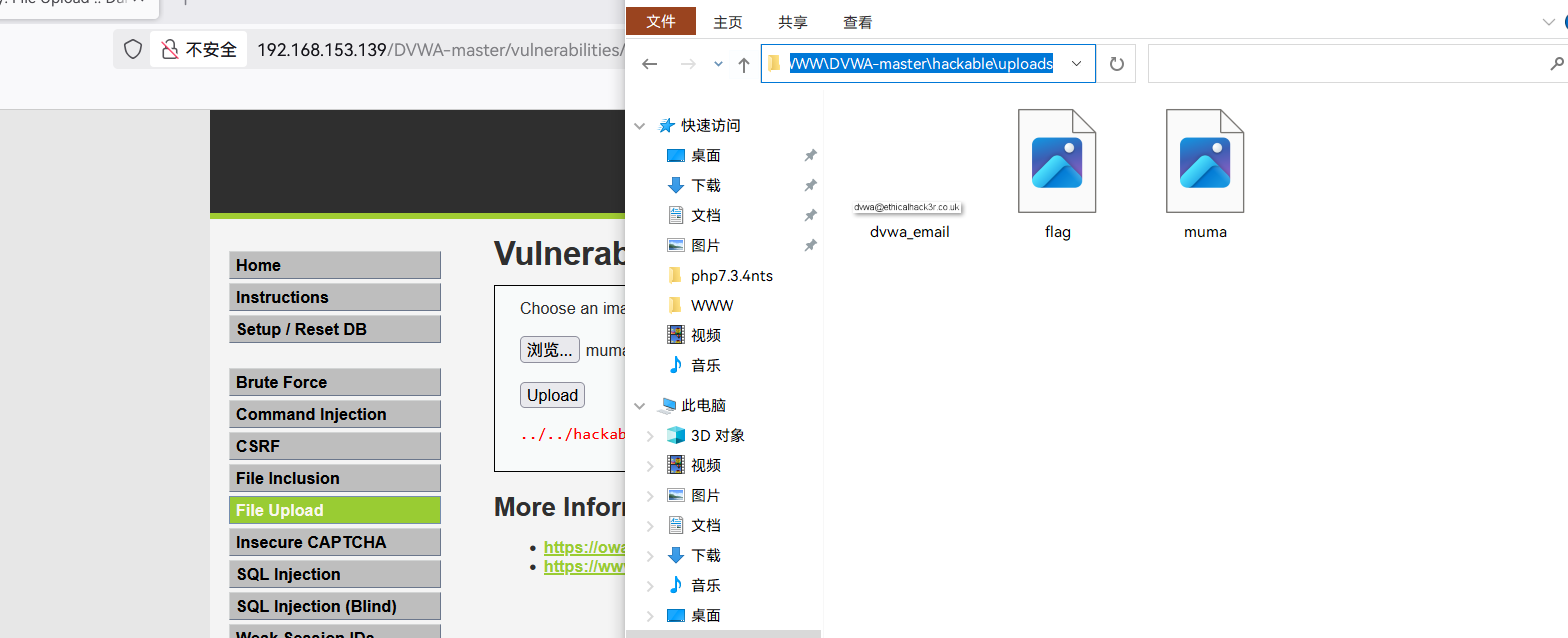 不安全
192.168.153.139/DVWA-master/vulnerabilities/
Home
Instructions
Setup / Reset DB
Brute Force
Command Injection
CSRF
File Inclusion
File Upload
Insecure CAPTCHA
SQL Injection
SQL Injection (Blind)
Weak Session IDs
Vulnerab
Choose an ima
浏览... muma
Upload
../../hackab
More Inforr
https://owa
https://www
文件 主页 共享 查看
WWW\DVWA-master\hackable\uploads
快速访问
桌面
下载
文档
图片
php7.3.4nts
WWW
视频
音乐
此电脑
3D 对象
视频
图片
文档
下载
音乐
桌面
dvwa@ethicalhack3r.co.uk
dvwa_email
flag
muma